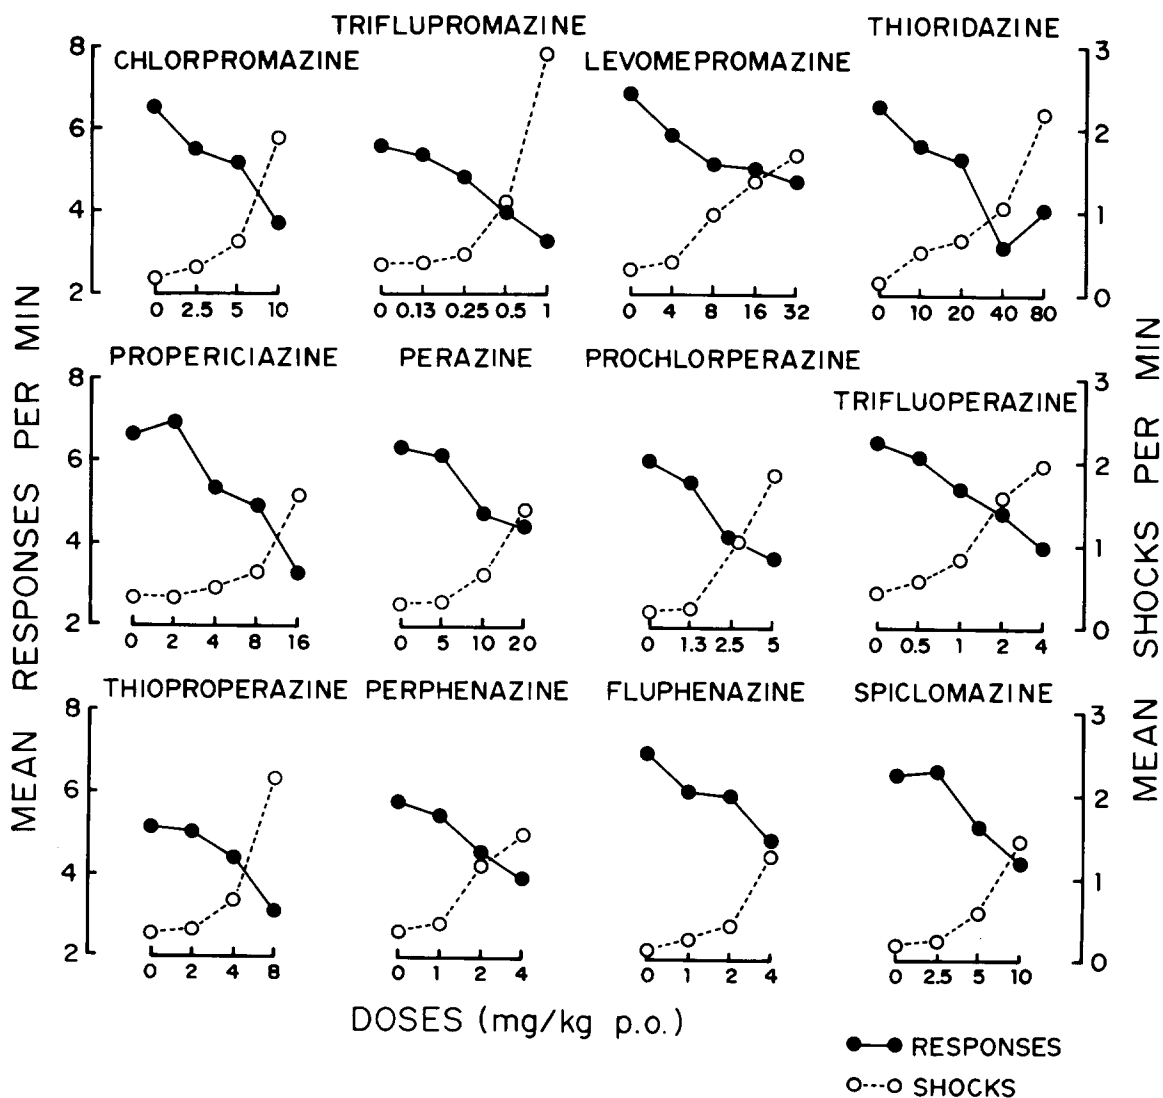 TRIFLUPROMAZINE
THIORIDAZINE
CHLORPROMAZINE
LEVOMEPROMAZINE
8
6
4
2
3
2
1
0
0 2.5 5 10
0 0.13 0.25 0.5 1
0 4 8 16 32
0 10 20 40 80
PROPERICIAZINE
PERAZINE
PROCHLORPERAZINE
TRIFLUOPERAZINE
8
6
4
2
3
2
1
0
0 2 4 8 16
0 5 10 20
0 1.3 2.5 5
0 0.5 1 2 4
THIOPROPERAZINE
PERPHENAZINE
FLUPHENAZINE
SPICLOMAZINE
8
6
4
2
3
2
1
0
0 2 4 8
0 1 2 4
0 1 2 4
0 2.5 5 10
MEAN RESPONSES PER MIN
MEAN SHOCKS PER MIN
DOSES (mg/kg p.o.)
RESPONSES
SHOCKS